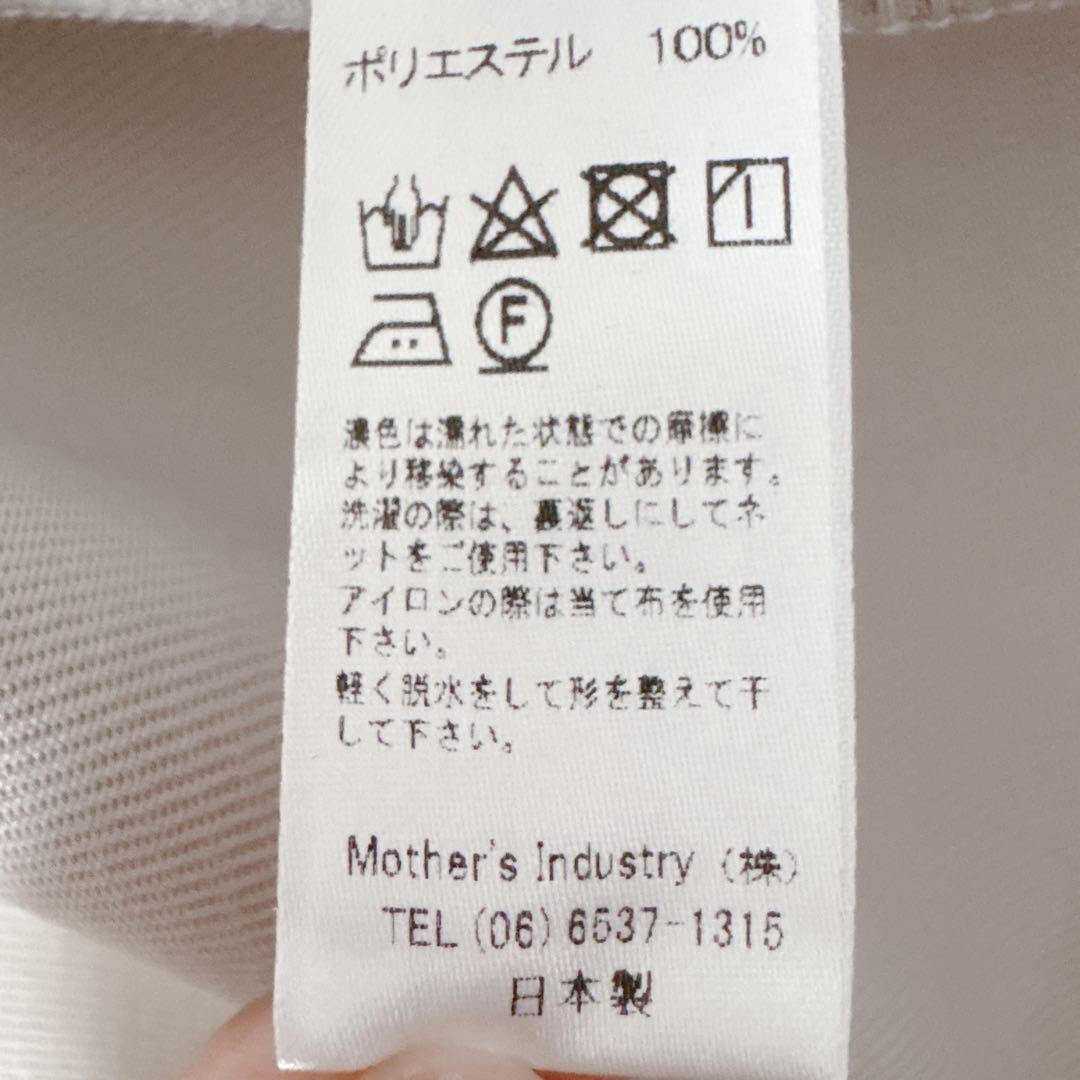 ポリエステル 100%
F
濃色は濡れた状態での摩擦に
より移染することがあります。
洗濯の際は、裏返しにしてネ
ットをご使用下さい。
アイロンの際は当て布を使用
下さい。
軽く脱水をして形を整えて干
して下さい。
Mother's Industry (株)
TEL (06) 6537-1315
日本製